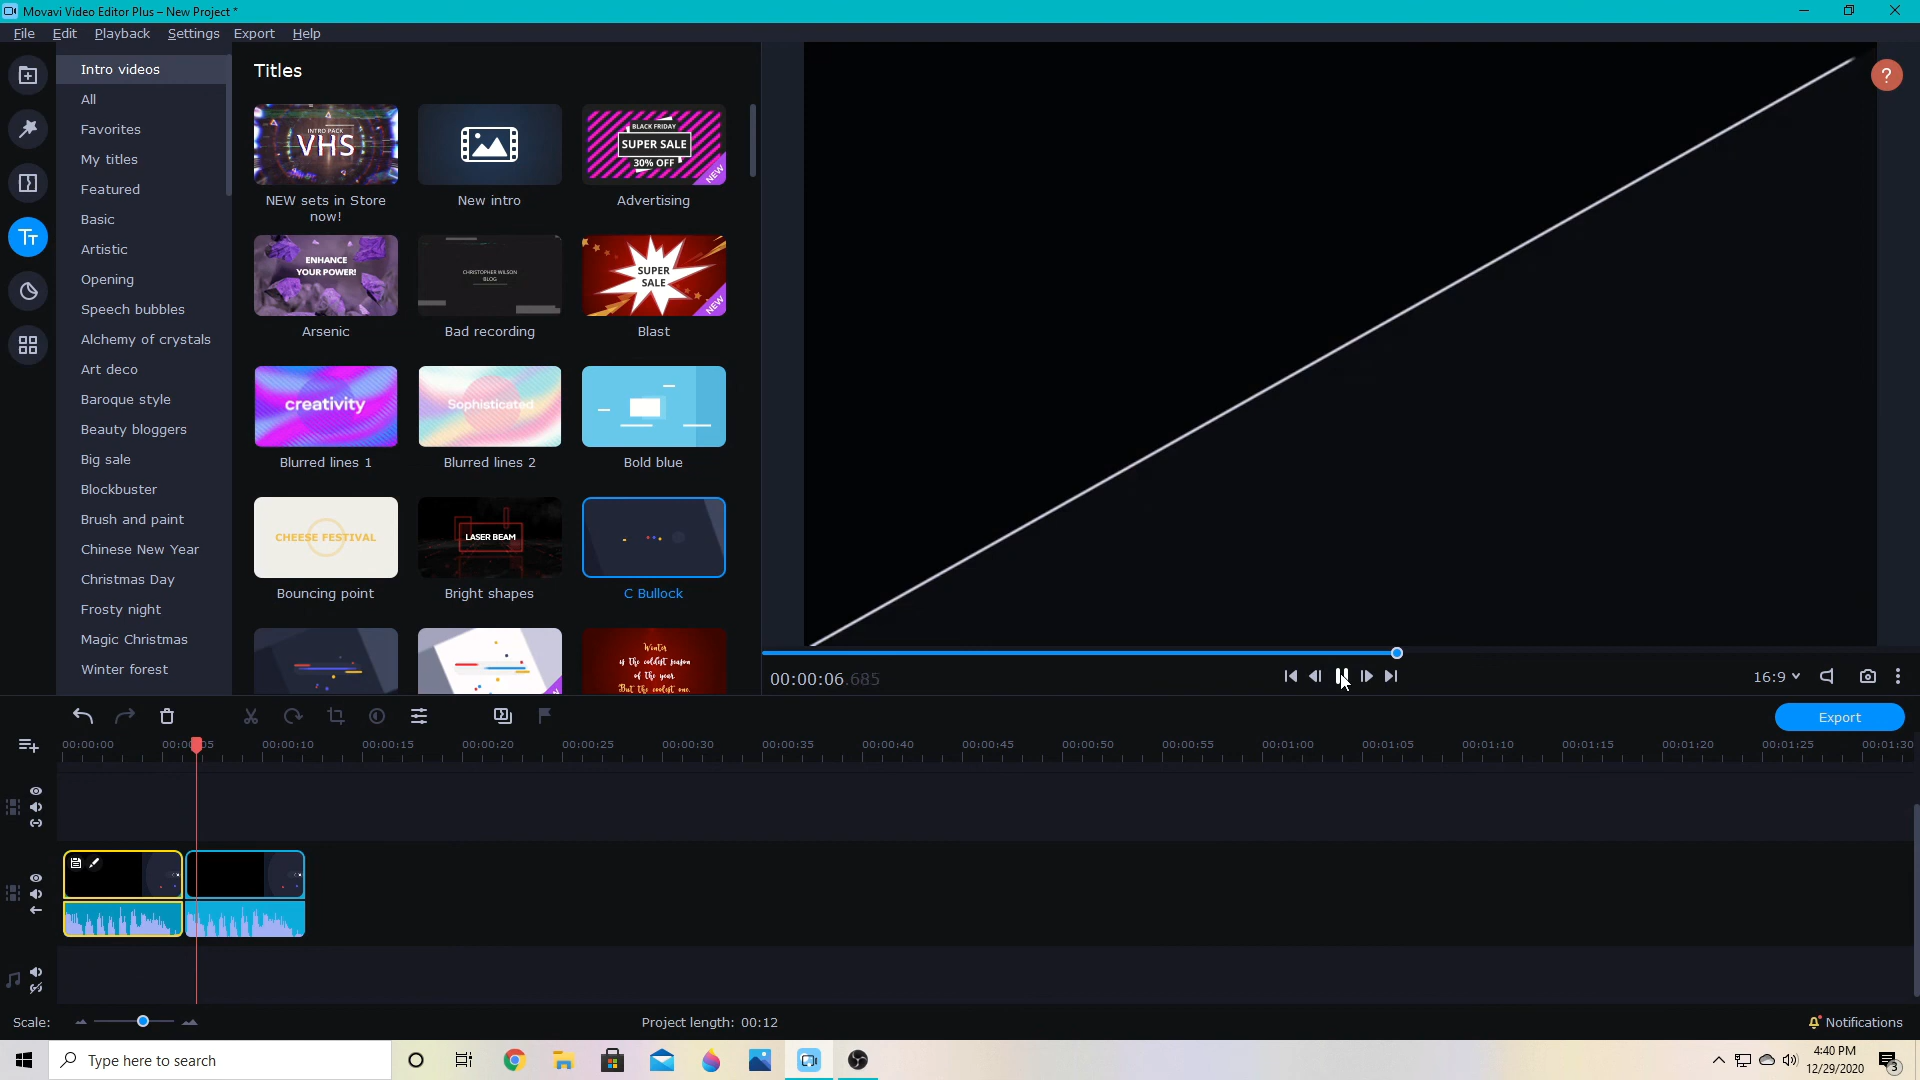 Movavi Video Editor Plus – New Project *
File Edit Playback Settings Export Help
Intro videos
All
Favorites
My titles
Featured
Basic
Artistic
Opening
Speech bubbles
Alchemy of crystals
Art deco
Baroque style
Beauty bloggers
Big sale
Blockbuster
Brush and paint
Chinese New Year
Christmas Day
Frosty night
Magic Christmas
Winter forest
Titles
INTRO PACK
VHS
NEW sets in Store
now!
New intro
BLACK FRIDAY
SUPER SALE
30% OFF
NEW
Advertising
ENHANCE
YOUR POWER!
Arsenic
CHRISTOPHER WILSON
BLOG
Bad recording
SUPER
SALE
NEW
Blast
creativity
Blurred lines 1
Sophisticated
Blurred lines 2
Bold blue
CHEESE FESTIVAL
Bouncing point
LASER BEAM
Bright shapes
C Bullock
Winter
is the coldest season
of the year.
But the coolest one.
?
00:00:06.685
16:9
Export
00:00:00 00:00:05 00:00:10 00:00:15 00:00:20 00:00:25 00:00:30 00:00:35 00:00:40 00:00:45 00:00:50 00:00:55 00:01:00 00:01:05 00:01:10 00:01:15 00:01:20 00:01:25 00:01:30
Scale:
Project length: 00:12
Notifications
Type here to search
4:40 PM
12/29/2020
3